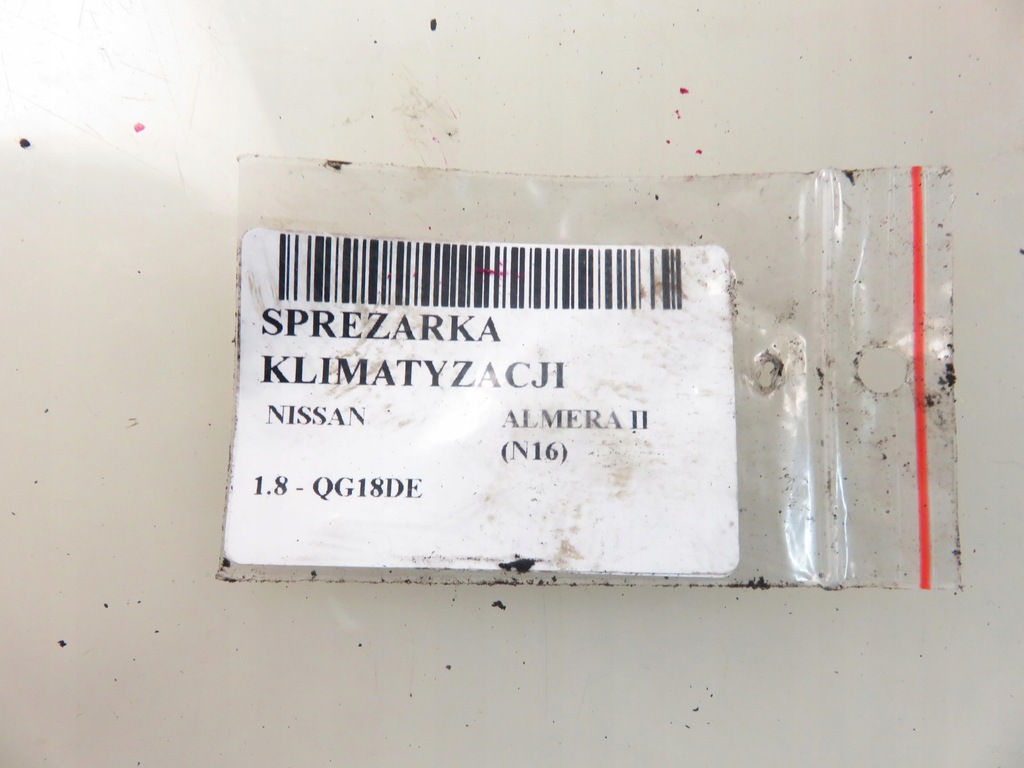 SPREZARKA
KLIMATYZACJI
NISSAN ALMERA II
(N16)
1.8 - QG18DE